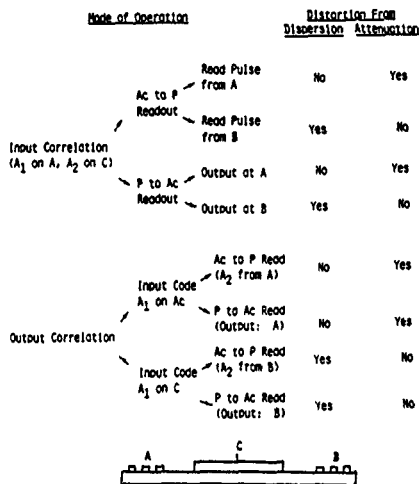 Mode of Operation
Distortion From
Dispersion Attenuation
Input Correlation
(A1 on A, A2 on C)
Ac to P
Readout
Read Pulse
from A
No Yes
Read Pulse
from B
Yes No
P to Ac
Readout
Output at A
No Yes
Output at B
Yes No
Output Correlation
Input Code
A1 on Ac
Ac to P Read
(A2 from A)
No Yes
P to Ac Read
(Output: A)
No Yes
Input Code
A1 on C
Ac to P Read
(A2 from B)
Yes No
P to Ac Read
(Output: B)
Yes No
A C B